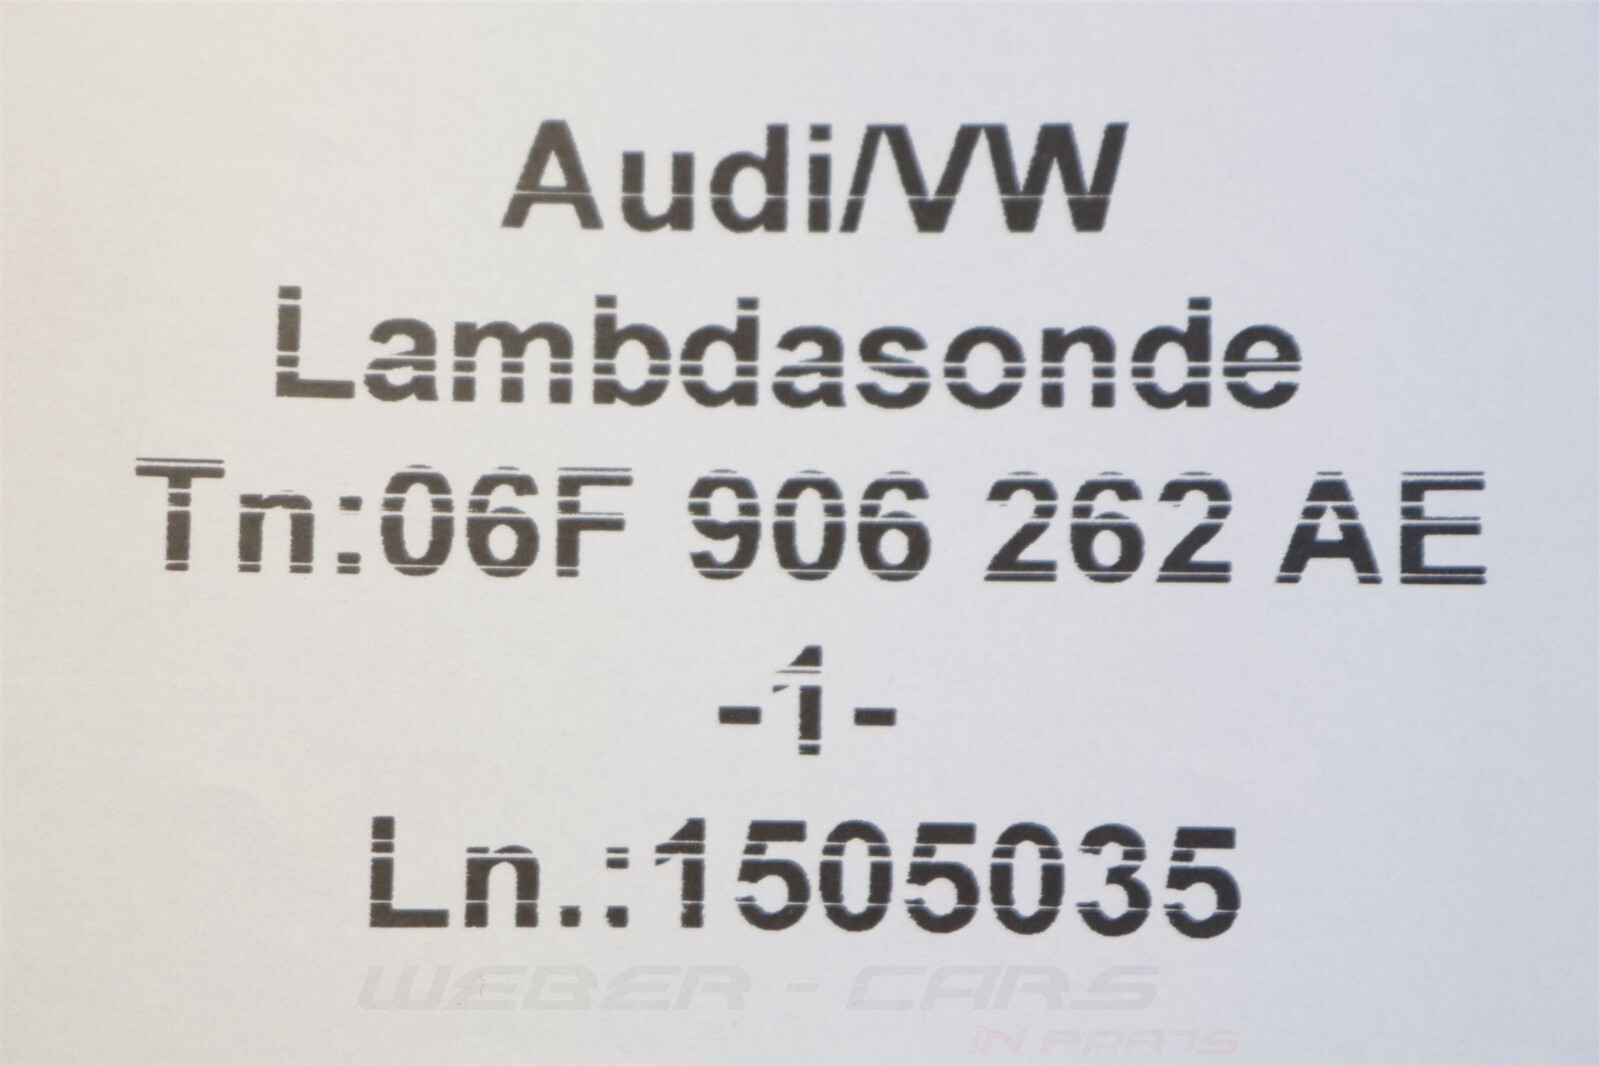 Audi/VW
Lambdasonde
Tn:06F 906 262 AE
-1-
Ln.:1505035
WEBER - CARS
IN PARTS